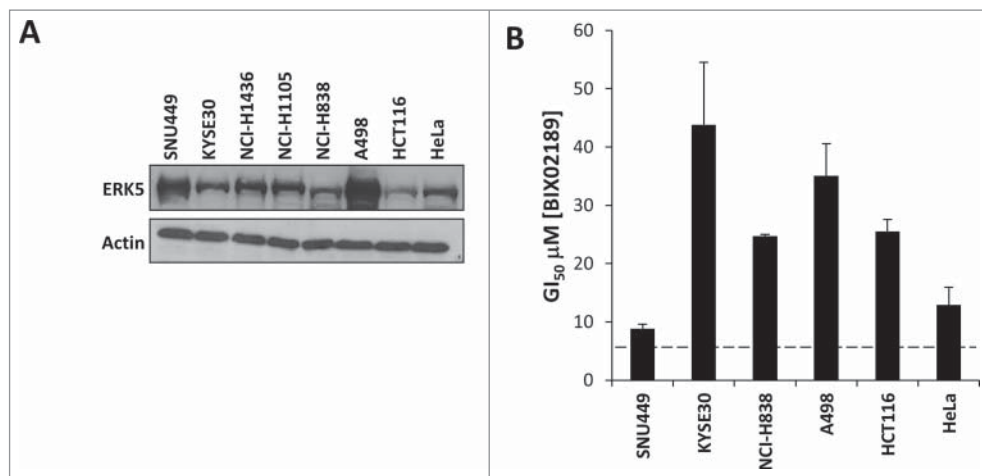 A
SNU449
KYSE30
NCI-H1436
NCI-H1105
NCI-H838
A498
HCT116
HeLa
ERK5
Actin
B
GI₅₀ μM [BIX02189]
60
50
40
30
20
10
0
SNU449
KYSE30
NCI-H838
A498
HCT116
HeLa